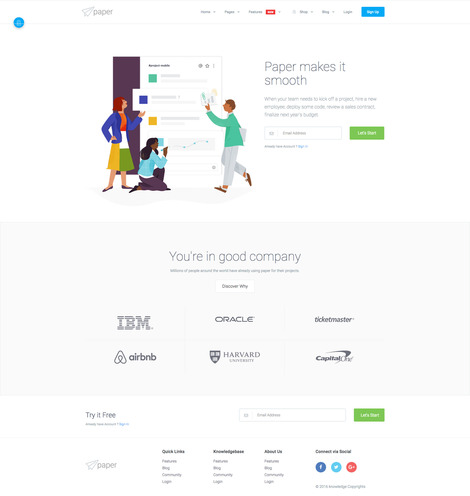 paper
Home
Pages
Features
Shop
Blog
Login
Sign Up
Paper makes it
smooth
When your team needs to kick off a project, hire a new
employee, deploy some code, review a sales contract,
finalize next year's budget
Email Address
Let's Start
Already have Account ? Sign In
You're in good company
Millions of people around the world have already using paper for their projects
Discover Why
IBM
ORACLE
ticketmaster
airbnb
HARVARD
UNIVERSITY
Capital One
Try it Free
Already have Account ? Sign In
Email Address
Let's Start
paper
Quick Links
Features
Blog
Community
Login
Knowledgebase
Features
Blog
Community
Login
About Us
Features
Blog
Community
Login
Connect via Social